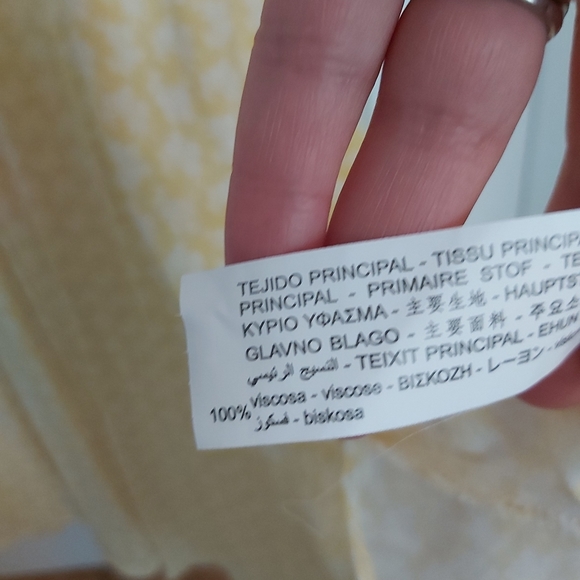 TEJIDO PRINCIPAL - TISSU PRINCIPA
PRINCIPAL - PRIMAIRE STOF - TE
ΚΥΡΙΟ ΥΦΑΣΜΑ - 主要生地 - HAUPTST
GLAVNO BLAGO - 主要面料 - 주요소
النسيج الرئيسي - TEIXIT PRINCIPAL - EHUN
100% viscosa - viscose - ΒΙΣΚΟΖΗ - レーヨン -
فسكوز - biskosa